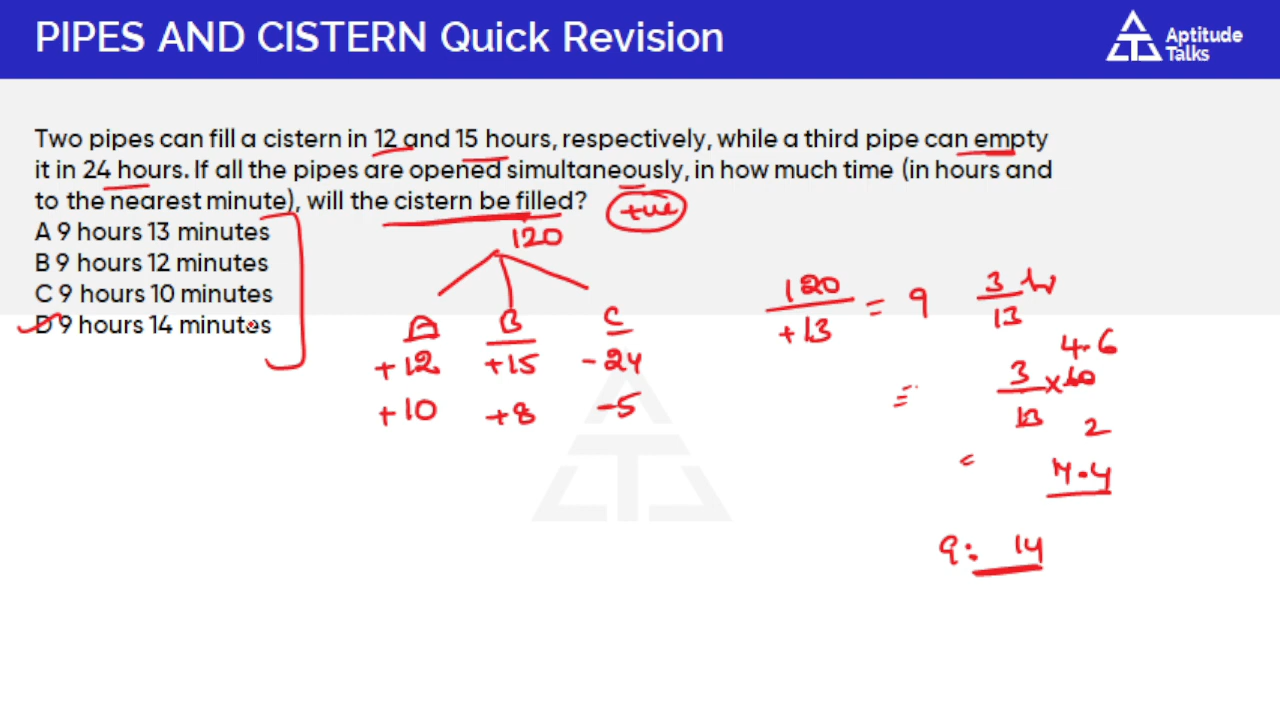 PIPES AND CISTERN Quick Revision
Aptitude
Talks
Two pipes can fill a cistern in 12 and 15 hours, respectively, while a third pipe can empty
it in 24 hours. If all the pipes are opened simultaneously, in how much time (in hours and
to the nearest minute), will the cistern be filled?
+ve
A 9 hours 13 minutes
B 9 hours 12 minutes
C 9 hours 10 minutes
D 9 hours 14 minutes
120
A B C
+12 +15 -24
+10 +8 -5
120
+13
= 9 3
13
hr
4.6
= 3
13
× 60
2
=
9: 14